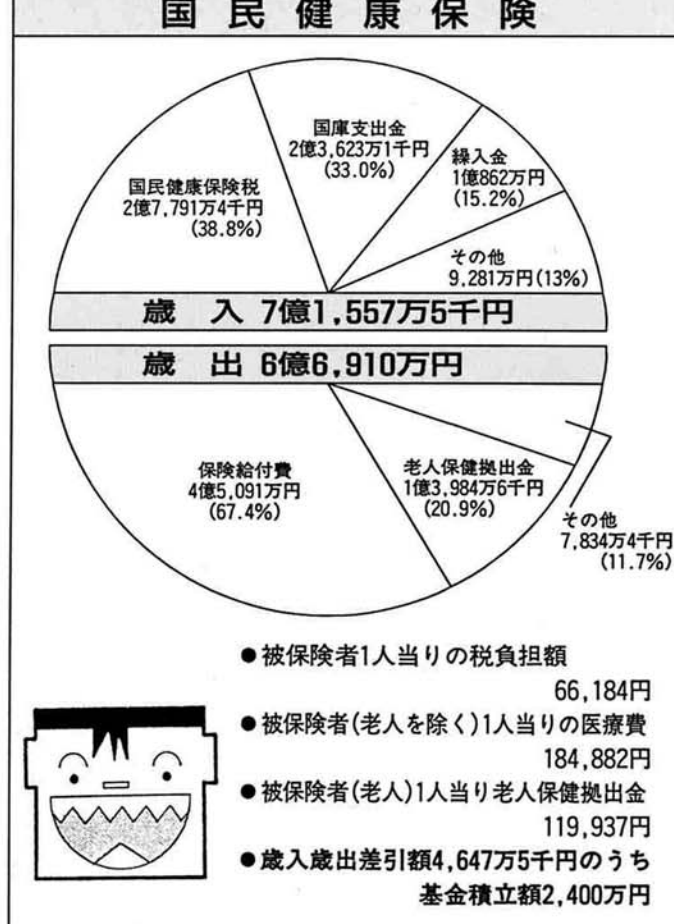 国民健康保険
国庫支出金
2億3,623万1千円
(33.0%)
繰入金
1億862万円
(15.2%)
国民健康保険税
2億7,791万4千円
(38.8%)
その他
9,281万円(13%)
歳入 7億1,557万5千円
歳出 6億6,910万円
保険給付費
4億5,091万円
(67.4%)
老人保健拠出金
1億3,984万6千円
(20.9%)
その他
7,834万4千円
(11.7%)
●被保険者1人当りの税負担額
66,184円
●被保険者(老人を除く)1人当りの医療費
184,882円
●被保険者(老人)1人当り老人保健拠出金
119,937円
●歳入歳出差引額4,647万5千円のうち
基金積立額2,400万円